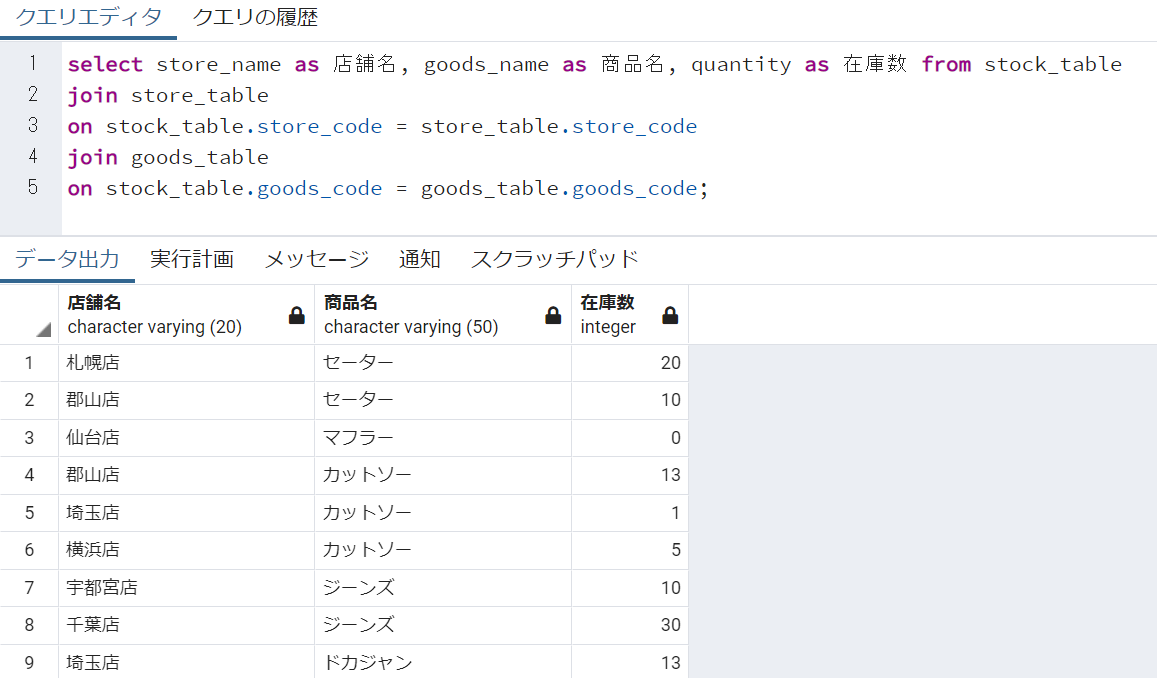 クエリエディタ クエリの履歴
1 select store_name as 店舗名, goods_name as 商品名, quantity as 在庫数 from stock_table
2 join store_table
3 on stock_table.store_code = store_table.store_code
4 join goods_table
5 on stock_table.goods_code = goods_table.goods_code;
データ出力 実行計画 メッセージ 通知 スクラッチパッド
店舗名 商品名 在庫数
character varying (20) character varying (50) integer
1 札幌店 セーター 20
2 郡山店 セーター 10
3 仙台店 マフラー 0
4 郡山店 カットソー 13
5 埼玉店 カットソー 1
6 横浜店 カットソー 5
7 宇都宮店 ジーンズ 10
8 千葉店 ジーンズ 30
9 埼玉店 ドカジャン 13